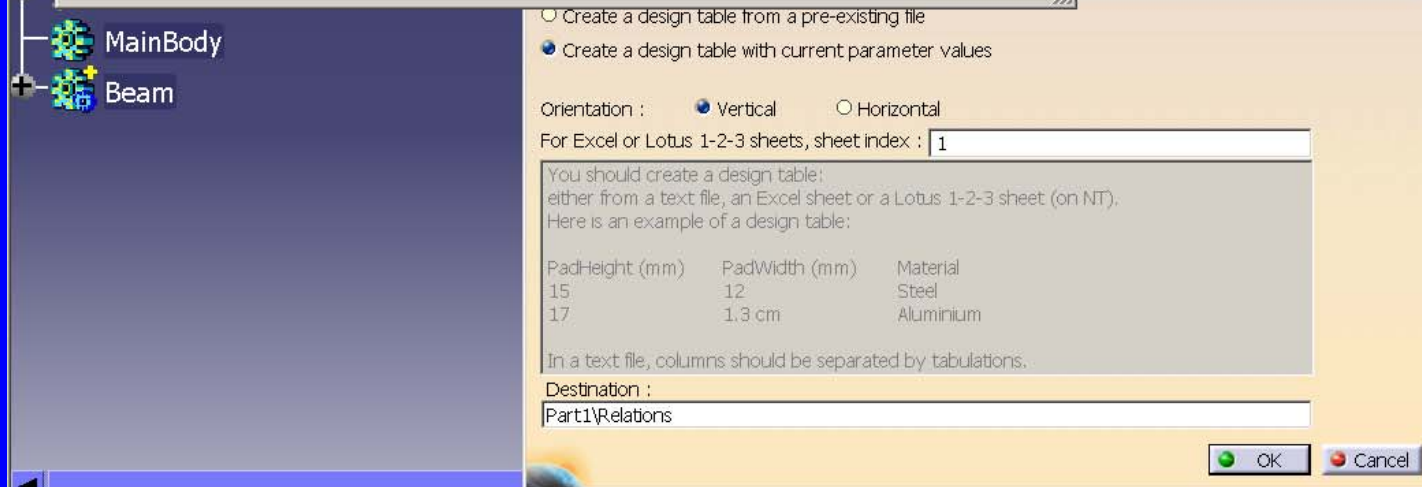 MainBody
Beam
Create a design table from a pre-existing file
Create a design table with current parameter values
Orientation : Vertical Horizontal
For Excel or Lotus 1-2-3 sheets, sheet index : 1
You should create a design table:
either from a text file, an Excel sheet or a Lotus 1-2-3 sheet (on NT).
Here is an example of a design table:
PadHeight (mm) PadWidth (mm) Material
15 12 Steel
17 1.3 cm Aluminium
In a text file, columns should be separated by tabulations.
Destination :
Part1\Relations
OK Cancel